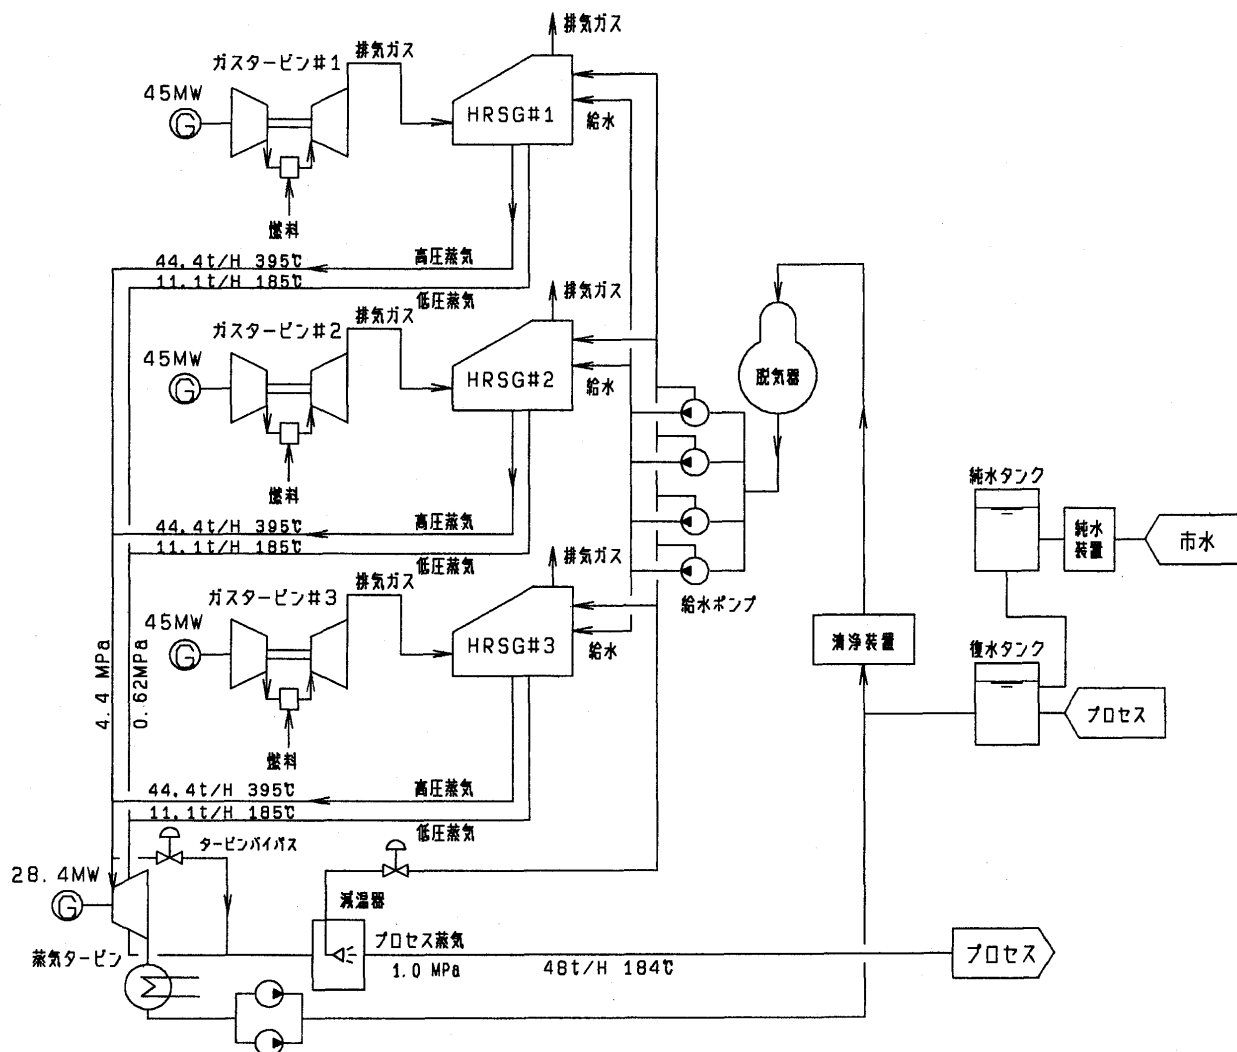 排気ガス
排気ガス
ガスタービン#1
45MW
G
HRSG#1
給水
燃料
高圧蒸気
44.4t/H 395℃
11.1t/H 185℃
低圧蒸気
排気ガス
排気ガス
ガスタービン#2
45MW
G
HRSG#2
給水
脱気器
燃料
高圧蒸気
44.4t/H 395℃
11.1t/H 185℃
低圧蒸気
純水タンク
純水
装置
市水
排気ガス
排気ガス
ガスタービン#3
45MW
G
HRSG#3
給水
給水ポンプ
清浄装置
復水タンク
プロセス
4.4 MPa
0.62MPa
燃料
高圧蒸気
44.4t/H 395℃
11.1t/H 185℃
低圧蒸気
タービンバイパス
28.4MW
G
減温器
蒸気タービン
プロセス蒸気
1.0 MPa
48t/H 184℃
プロセス